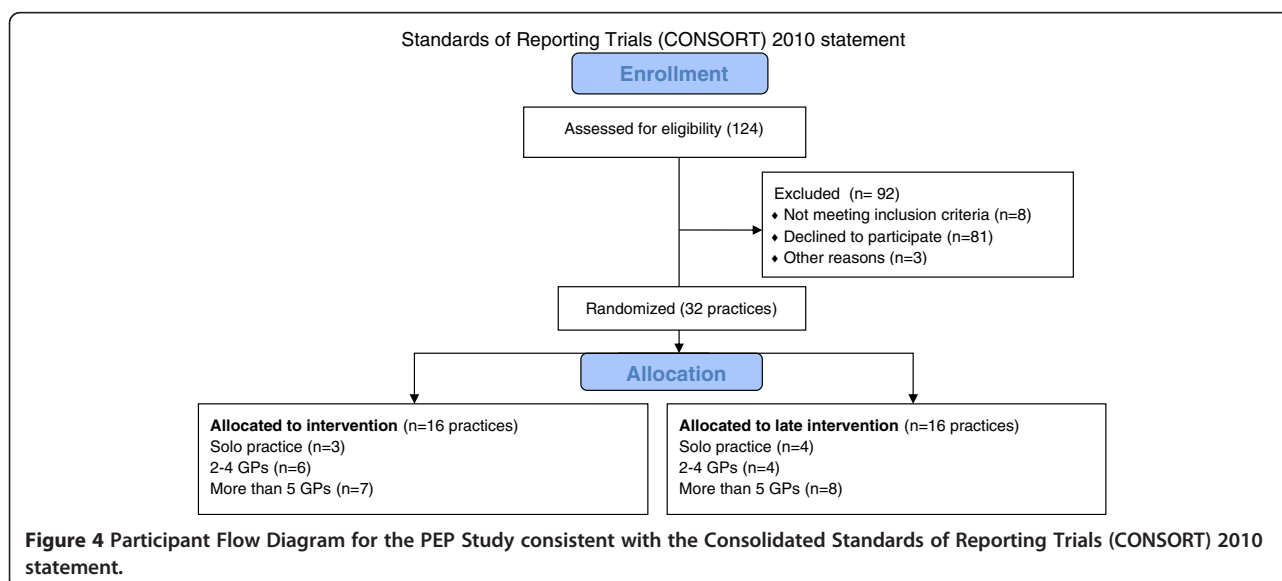 Standards of Reporting Trials (CONSORT) 2010 statement
Enrollment
Assessed for eligibility (124)
Excluded (n= 92)
♦ Not meeting inclusion criteria (n=8)
♦ Declined to participate (n=81)
♦ Other reasons (n=3)
Randomized (32 practices)
Allocation
Allocated to intervention (n=16 practices)
Solo practice (n=3)
2-4 GPs (n=6)
More than 5 GPs (n=7)
Allocated to late intervention (n=16 practices)
Solo practice (n=4)
2-4 GPs (n=4)
More than 5 GPs (n=8)
Figure 4 Participant Flow Diagram for the PEP Study consistent with the Consolidated Standards of Reporting Trials (CONSORT) 2010
statement.